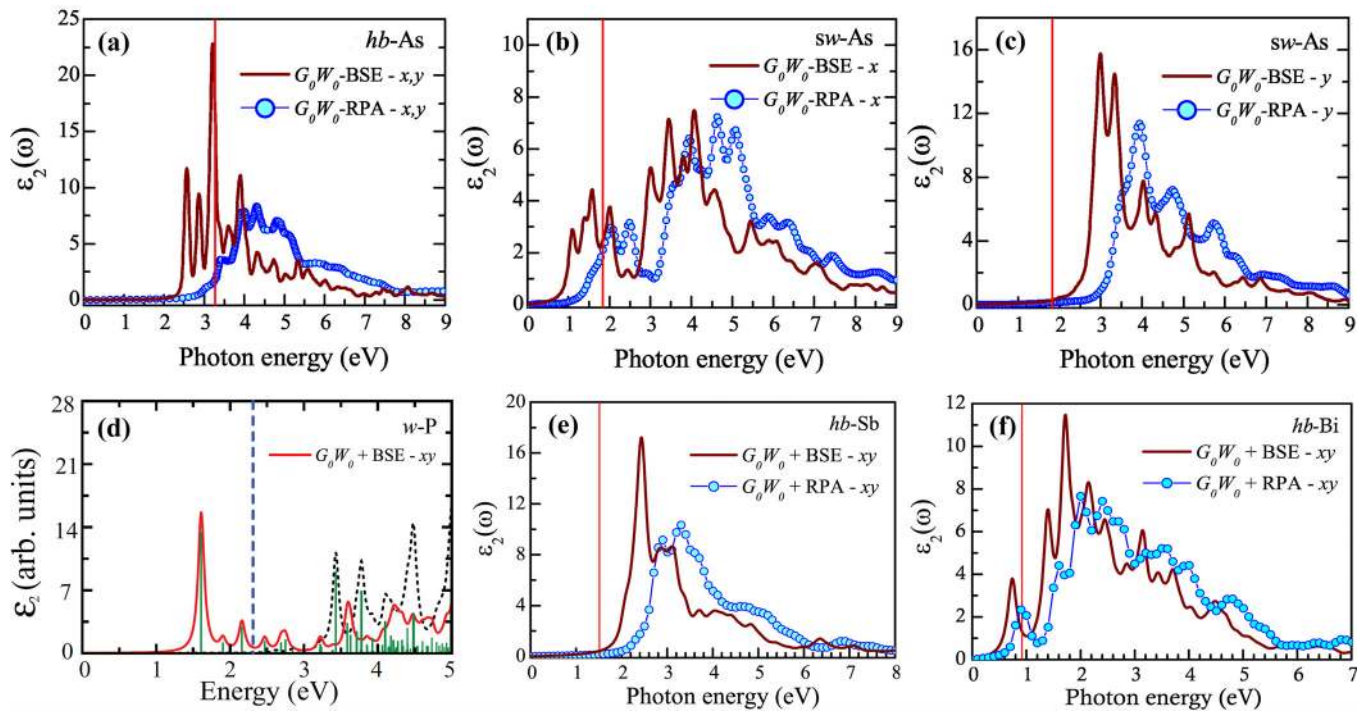 (a)
hb-As
G₀W₀-BSE - x,y
G₀W₀-RPA - x,y
ε₂(ω)
25
20
15
10
5
0
0 1 2 3 4 5 6 7 8 9
Photon energy (eV)
(b)
sw-As
G₀W₀-BSE - x
G₀W₀-RPA - x
ε₂(ω)
10
8
6
4
2
0
0 1 2 3 4 5 6 7 8 9
Photon energy (eV)
(c)
sw-As
G₀W₀-BSE - y
G₀W₀-RPA - y
ε₂(ω)
16
12
8
4
0
0 1 2 3 4 5 6 7 8 9
Photon energy (eV)
(d)
w-P
G₀W₀ + BSE - xy
ε₂ (arb. units)
28
21
14
7
0
0 1 2 3 4 5
Energy (eV)
(e)
hb-Sb
G₀W₀ + BSE - xy
G₀W₀ + RPA - xy
ε₂(ω)
20
16
12
8
4
0
0 1 2 3 4 5 6 7 8
Photon energy (eV)
(f)
hb-Bi
G₀W₀ + BSE - xy
G₀W₀ + RPA - xy
ε₂(ω)
12
10
8
6
4
2
0
0 1 2 3 4 5 6 7
Photon energy (eV)